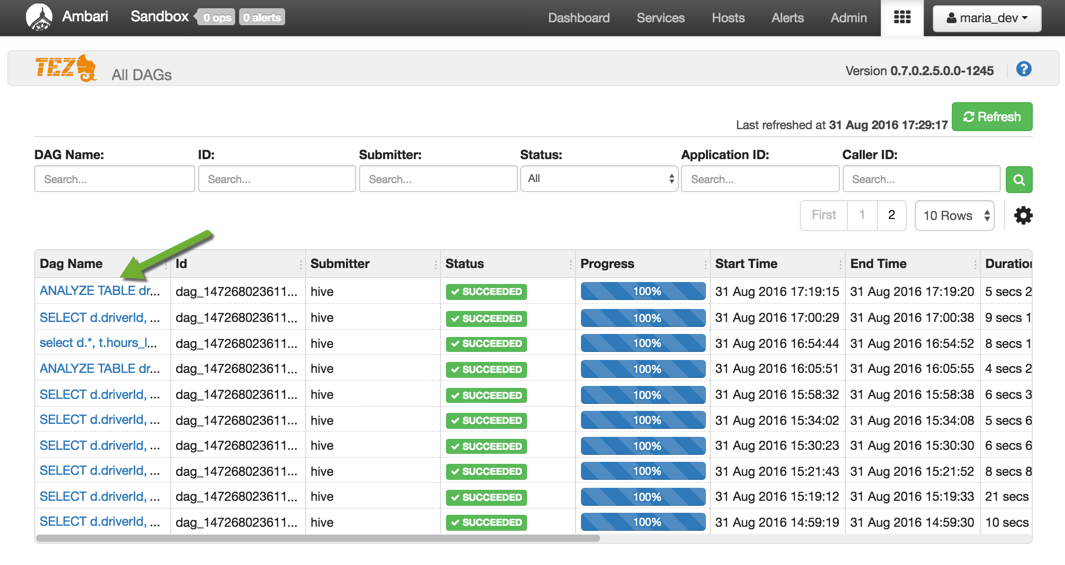 Ambari Sandbox 0 ops 0 alerts Dashboard Services Hosts Alerts Admin maria_dev
TEZ All DAGs Version 0.7.0.2.5.0.0-1245 ?
Last refreshed at 31 Aug 2016 17:29:17 Refresh
DAG Name: ID: Submitter: Status: Application ID: Caller ID:
Search... Search... Search... All Search... Search...
First 1 2 10 Rows
Dag Name Id Submitter Status Progress Start Time End Time Duration
ANALYZE TABLE dr... dag_147268023611... hive SUCCEEDED 100% 31 Aug 2016 17:19:15 31 Aug 2016 17:19:20 5 secs 2
SELECT d.driverId, ... dag_147268023611... hive SUCCEEDED 100% 31 Aug 2016 17:00:29 31 Aug 2016 17:00:38 9 secs 1
select d.*, t.hours_l... dag_147268023611... hive SUCCEEDED 100% 31 Aug 2016 16:54:44 31 Aug 2016 16:54:52 8 secs 1
ANALYZE TABLE dr... dag_147268023611... hive SUCCEEDED 100% 31 Aug 2016 16:05:51 31 Aug 2016 16:05:55 4 secs 2
SELECT d.driverId, ... dag_147268023611... hive SUCCEEDED 100% 31 Aug 2016 15:58:32 31 Aug 2016 15:58:38 6 secs 3
SELECT d.driverId, ... dag_147268023611... hive SUCCEEDED 100% 31 Aug 2016 15:34:02 31 Aug 2016 15:34:08 5 secs 6
SELECT d.driverId, ... dag_147268023611... hive SUCCEEDED 100% 31 Aug 2016 15:30:23 31 Aug 2016 15:30:30 6 secs 6
SELECT d.driverId, ... dag_147268023611... hive SUCCEEDED 100% 31 Aug 2016 15:21:43 31 Aug 2016 15:21:52 8 secs 8
SELECT d.driverId, ... dag_147268023611... hive SUCCEEDED 100% 31 Aug 2016 15:19:12 31 Aug 2016 15:19:33 21 secs
SELECT d.driverId, ... dag_147268023611... hive SUCCEEDED 100% 31 Aug 2016 14:59:19 31 Aug 2016 14:59:30 10 secs